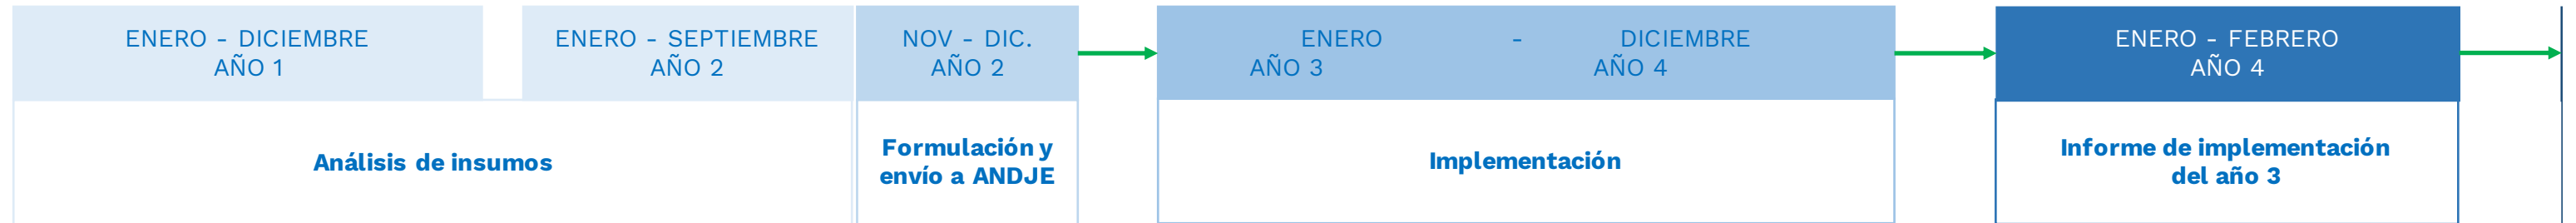 ENERO - DICIEMBRE
AÑO 1
ENERO - SEPTIEMBRE
AÑO 2
NOV - DIC.
AÑO 2
ENERO - DICIEMBRE
AÑO 3 AÑO 4
ENERO - FEBRERO
AÑO 4
Análisis de insumos
Formulación y
envío a ANDJE
Implementación
Informe de implementación
del año 3